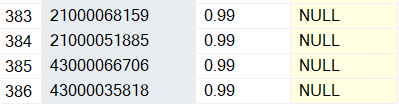 383 21000068159 0.99 NULL
384 21000051885 0.99 NULL
385 43000066706 0.99 NULL
386 43000035818 0.99 NULL